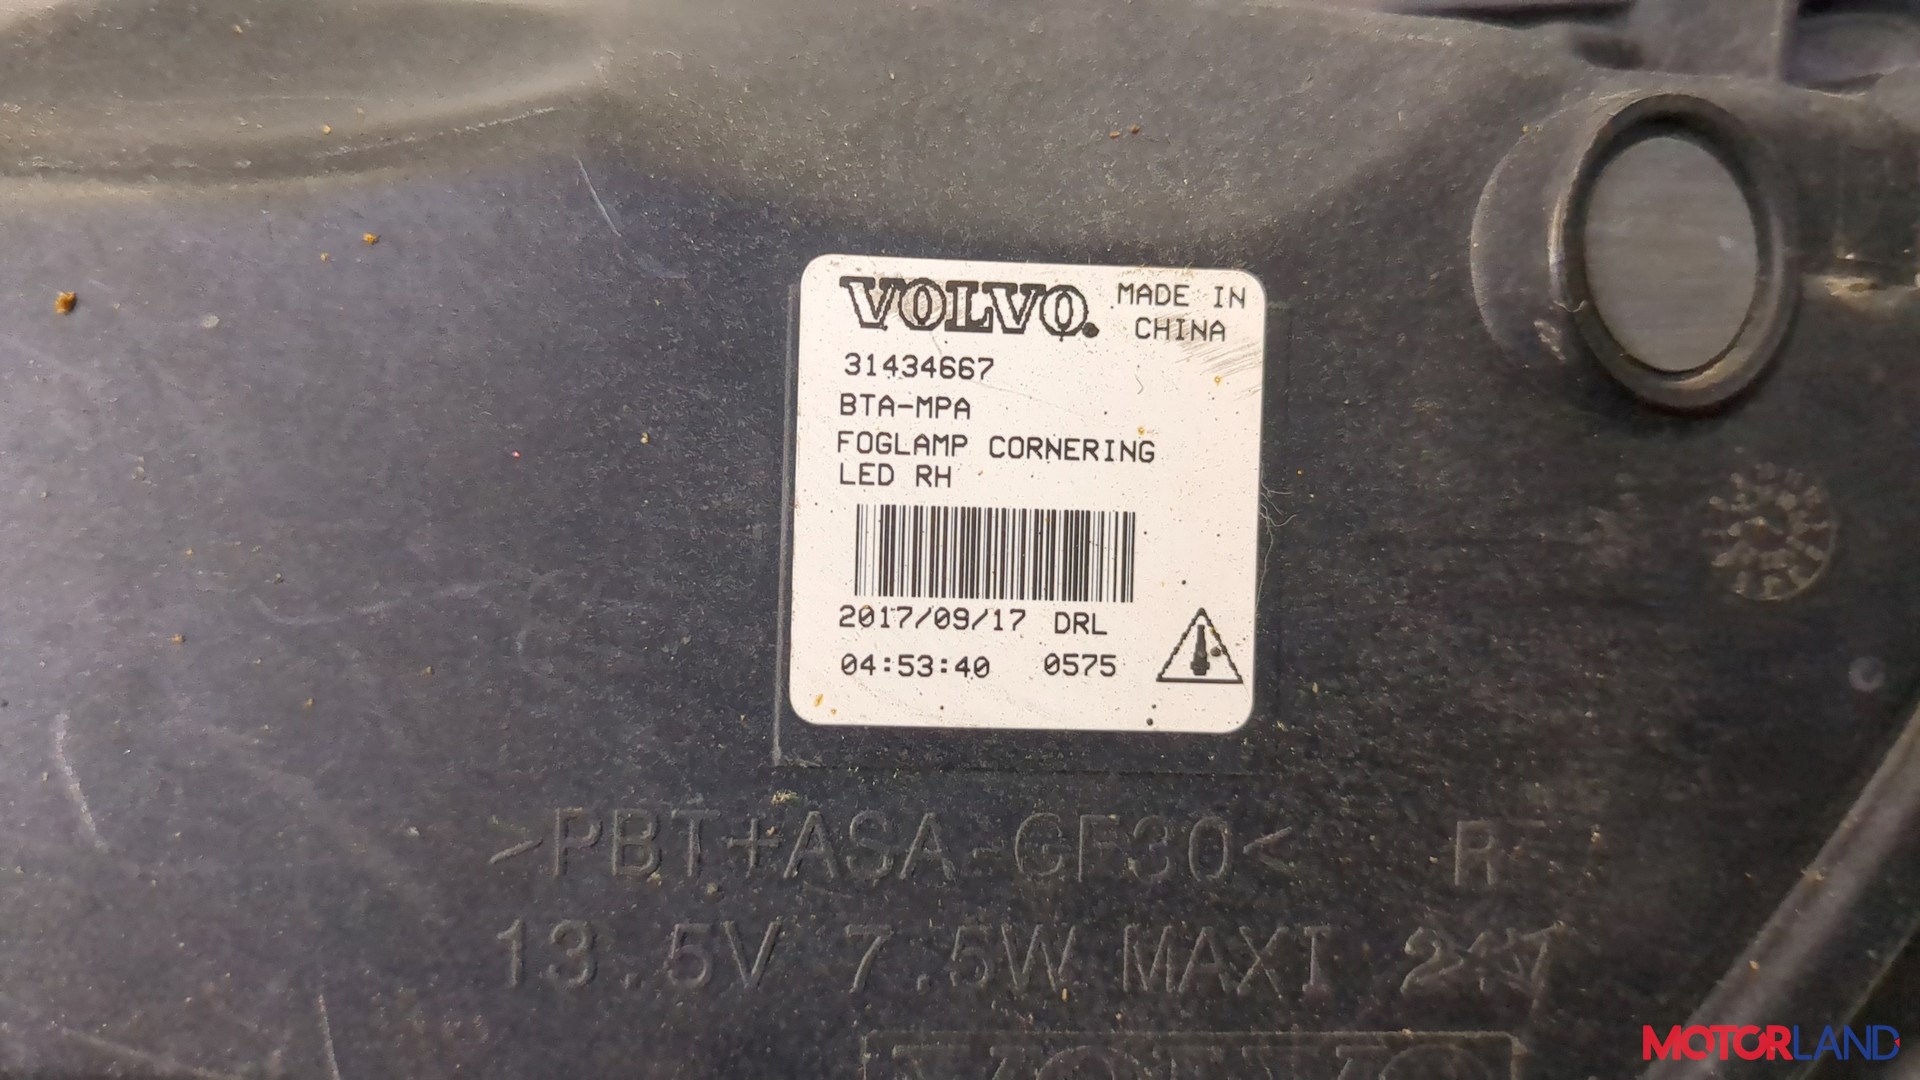 VOLVO. MADE IN
CHINA
31434667
BTA-MPA
FOGLAMP CORNERING
LED RH
2017/09/17 DRL
04:53:40 0575
>PBT+ASA-GF30< R
13.5V 7.5W MAXI
VOLVO
MOTORLAND